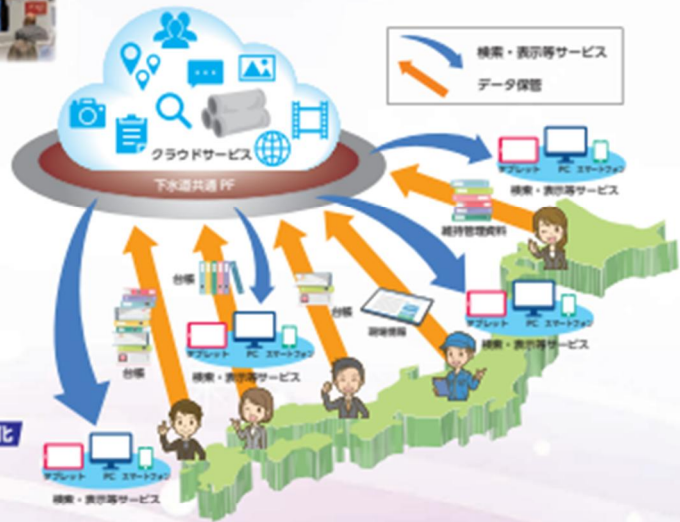 検索・表示等サービス
データ保管
クラウドサービス
下水道共通 PF
タブレット PC スマートフォン
検索・表示等サービス
維持管理資料
台帳
台帳
現場情報
タブレット PC スマートフォン
検索・表示等サービス
タブレット PC スマートフォン
検索・表示等サービス
台帳
化
タブレット PC スマートフォン
検索・表示等サービス